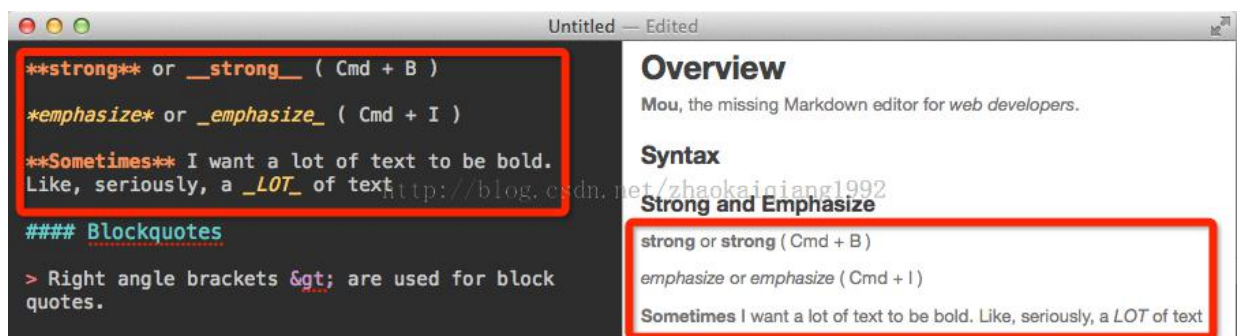 Untitled — Edited
**strong** or __strong__ ( Cmd + B )
*emphasize* or _emphasize_ ( Cmd + I )
**Sometimes** I want a lot of text to be bold.
Like, seriously, a _LOT_ of text
#### Blockquotes
> Right angle brackets &gt; are used for block
quotes.
Overview
Mou, the missing Markdown editor for web developers.
Syntax
Strong and Emphasize
strong or strong ( Cmd + B )
emphasize or emphasize ( Cmd + I )
Sometimes I want a lot of text to be bold. Like, seriously, a LOT of text
http://blog.csdn.net/zhaokaiqiang1992